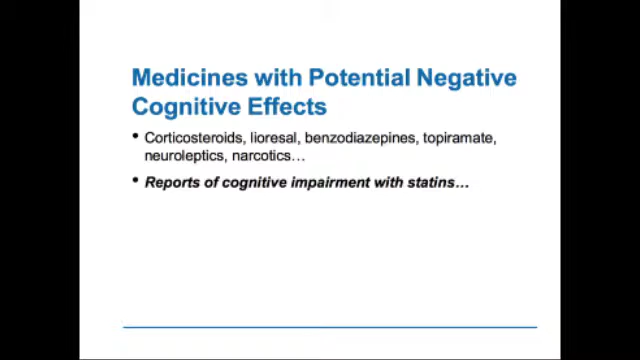 Medicines with Potential Negative
Cognitive Effects
• Corticosteroids, lioresal, benzodiazepines, topiramate,
neuroleptics, narcotics…
• Reports of cognitive impairment with statins…